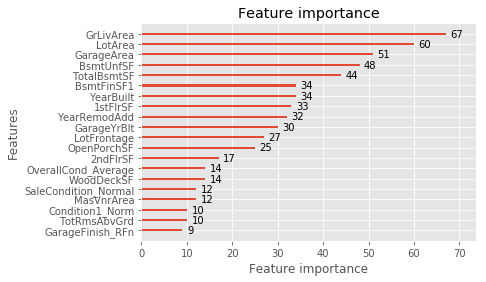 Feature importance
Features
GrLivArea 67
LotArea 60
GarageArea 51
BsmtUnfSF 48
TotalBsmtSF 44
BsmtFinSF1 34
YearBuilt 34
1stFlrSF 33
YearRemodAdd 32
GarageYrBlt 30
LotFrontage 27
OpenPorchSF 25
2ndFlrSF 17
OverallCond_Average 14
WoodDeckSF 14
SaleCondition_Normal 12
MasVnrArea 12
Condition1_Norm 10
TotRmsAbvGrd 10
GarageFinish_RFn 9
0 10 20 30 40 50 60 70
Feature importance